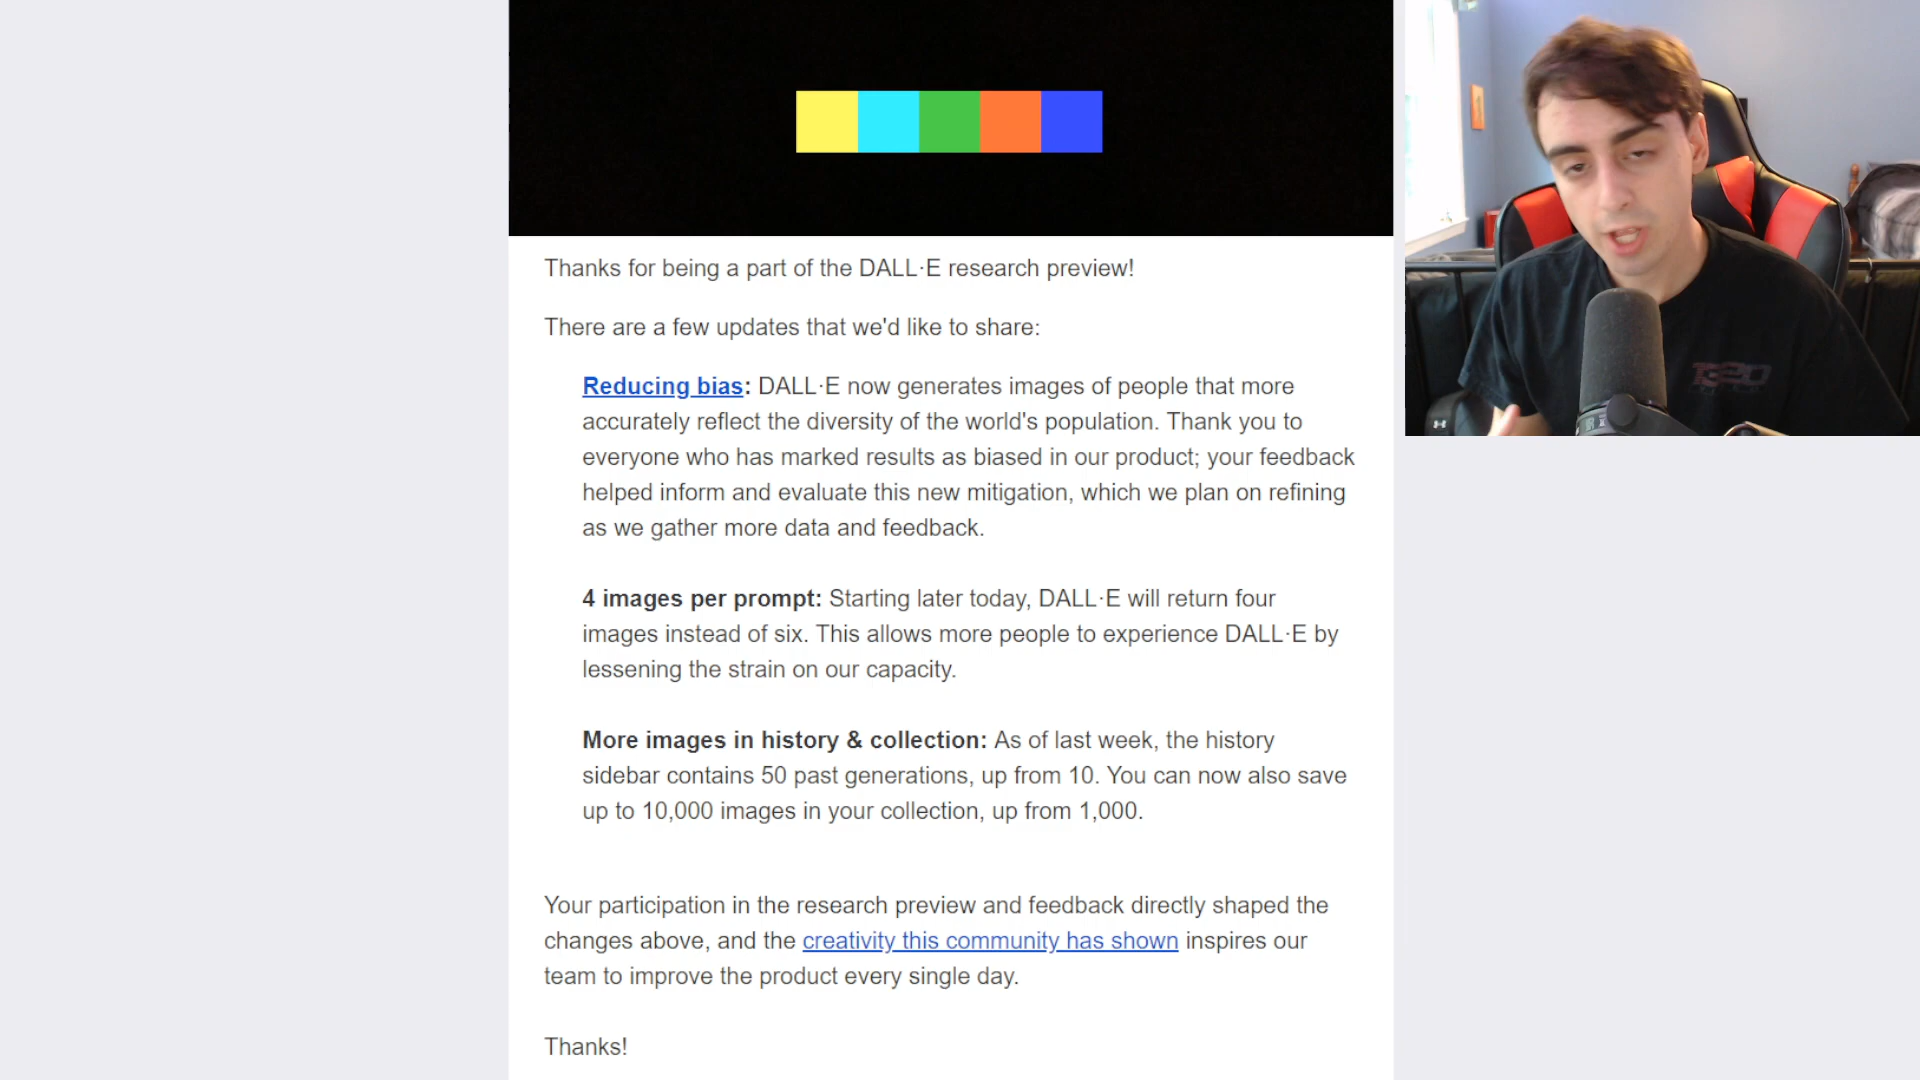 Thanks for being a part of the DALL·E research preview!
There are a few updates that we'd like to share:
Reducing bias: DALL·E now generates images of people that more
accurately reflect the diversity of the world's population. Thank you to
everyone who has marked results as biased in our product; your feedback
helped inform and evaluate this new mitigation, which we plan on refining
as we gather more data and feedback.
4 images per prompt: Starting later today, DALL·E will return four
images instead of six. This allows more people to experience DALL·E by
lessening the strain on our capacity.
More images in history & collection: As of last week, the history
sidebar contains 50 past generations, up from 10. You can now also save
up to 10,000 images in your collection, up from 1,000.
Your participation in the research preview and feedback directly shaped the
changes above, and the creativity this community has shown inspires our
team to improve the product every single day.
Thanks!